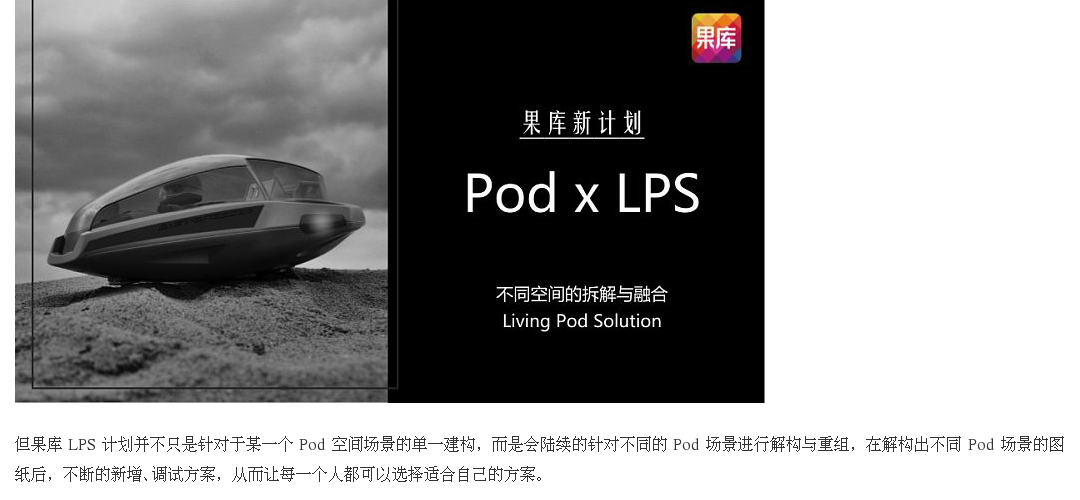 果库
果库新计划
Pod x LPS
不同空间的拆解与融合
Living Pod Solution
但果库 LPS 计划并不只是针对于某一个 Pod 空间场景的单一建构，而是会陆续的针对不同的 Pod 场景进行解构与重组，在解构出不同 Pod 场景的图
纸后，不断的新增、调试方案，从而让每一个人都可以选择适合自己的方案。